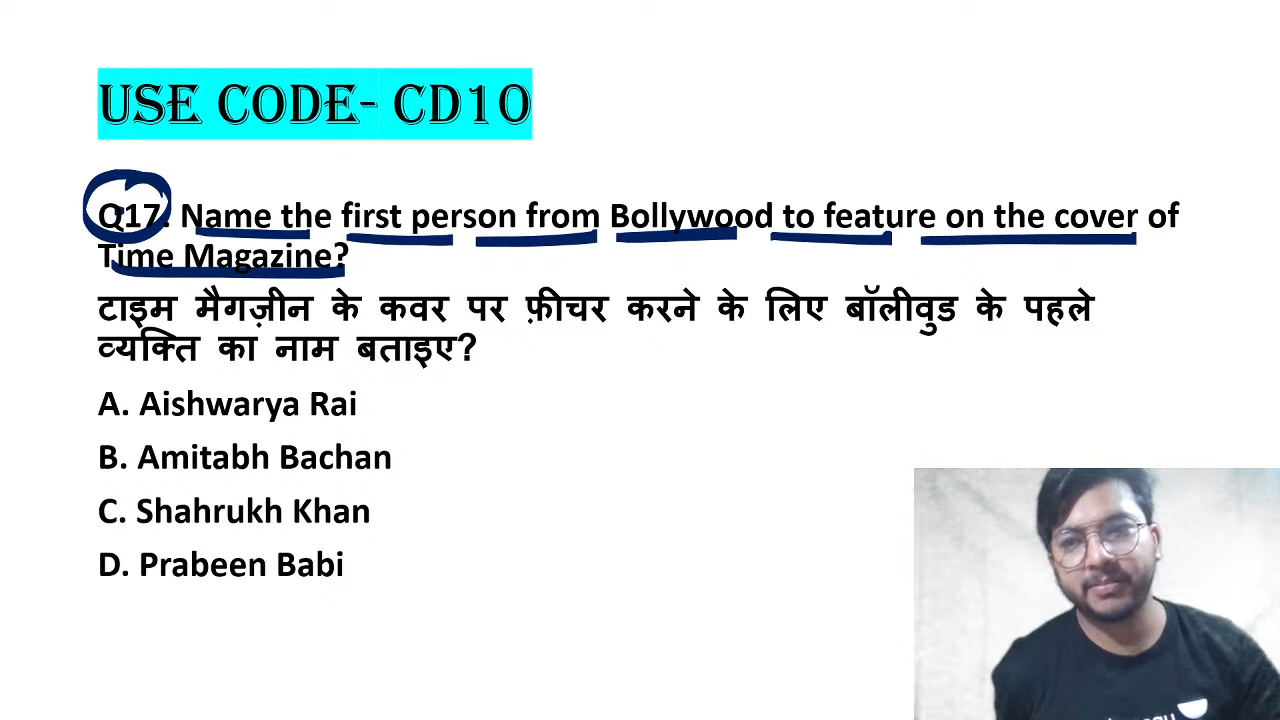 USE CODE- CD10
Q17. Name the first person from Bollywood to feature on the cover of
Time Magazine?
टाइम मैगज़ीन के कवर पर फ़ीचर करने के लिए बॉलीवुड के पहले
व्यक्ति का नाम बताइए?
A. Aishwarya Rai
B. Amitabh Bachan
C. Shahrukh Khan
D. Prabeen Babi